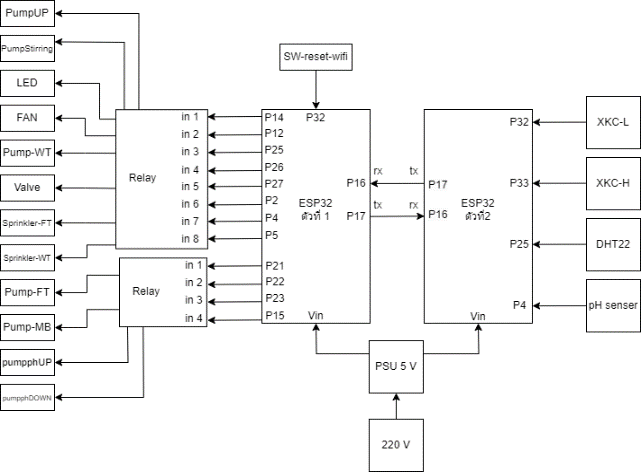 PumpUP
PumpStirring
LED
FAN
Pump-WT
Valve
Sprinkler-FT
Sprinkler-WT
Pump-FT
Pump-MB
pumpphUP
pumpphDOWN
Relay
in 1
in 2
in 3
in 4
in 5
in 6
in 7
in 8
Relay
in 1
in 2
in 3
in 4
SW-reset-wifi
P32
P14
P12
P25
P26
P27
P2
P4
P5
P21
P22
P23
P15
ESP32
ตัวที่ 1
P16
P17
Vin
rx
tx
tx
rx
P17
P16
ESP32
ตัวที่2
P32
P33
P25
P4
Vin
XKC-L
XKC-H
DHT22
pH senser
PSU 5 V
220 V